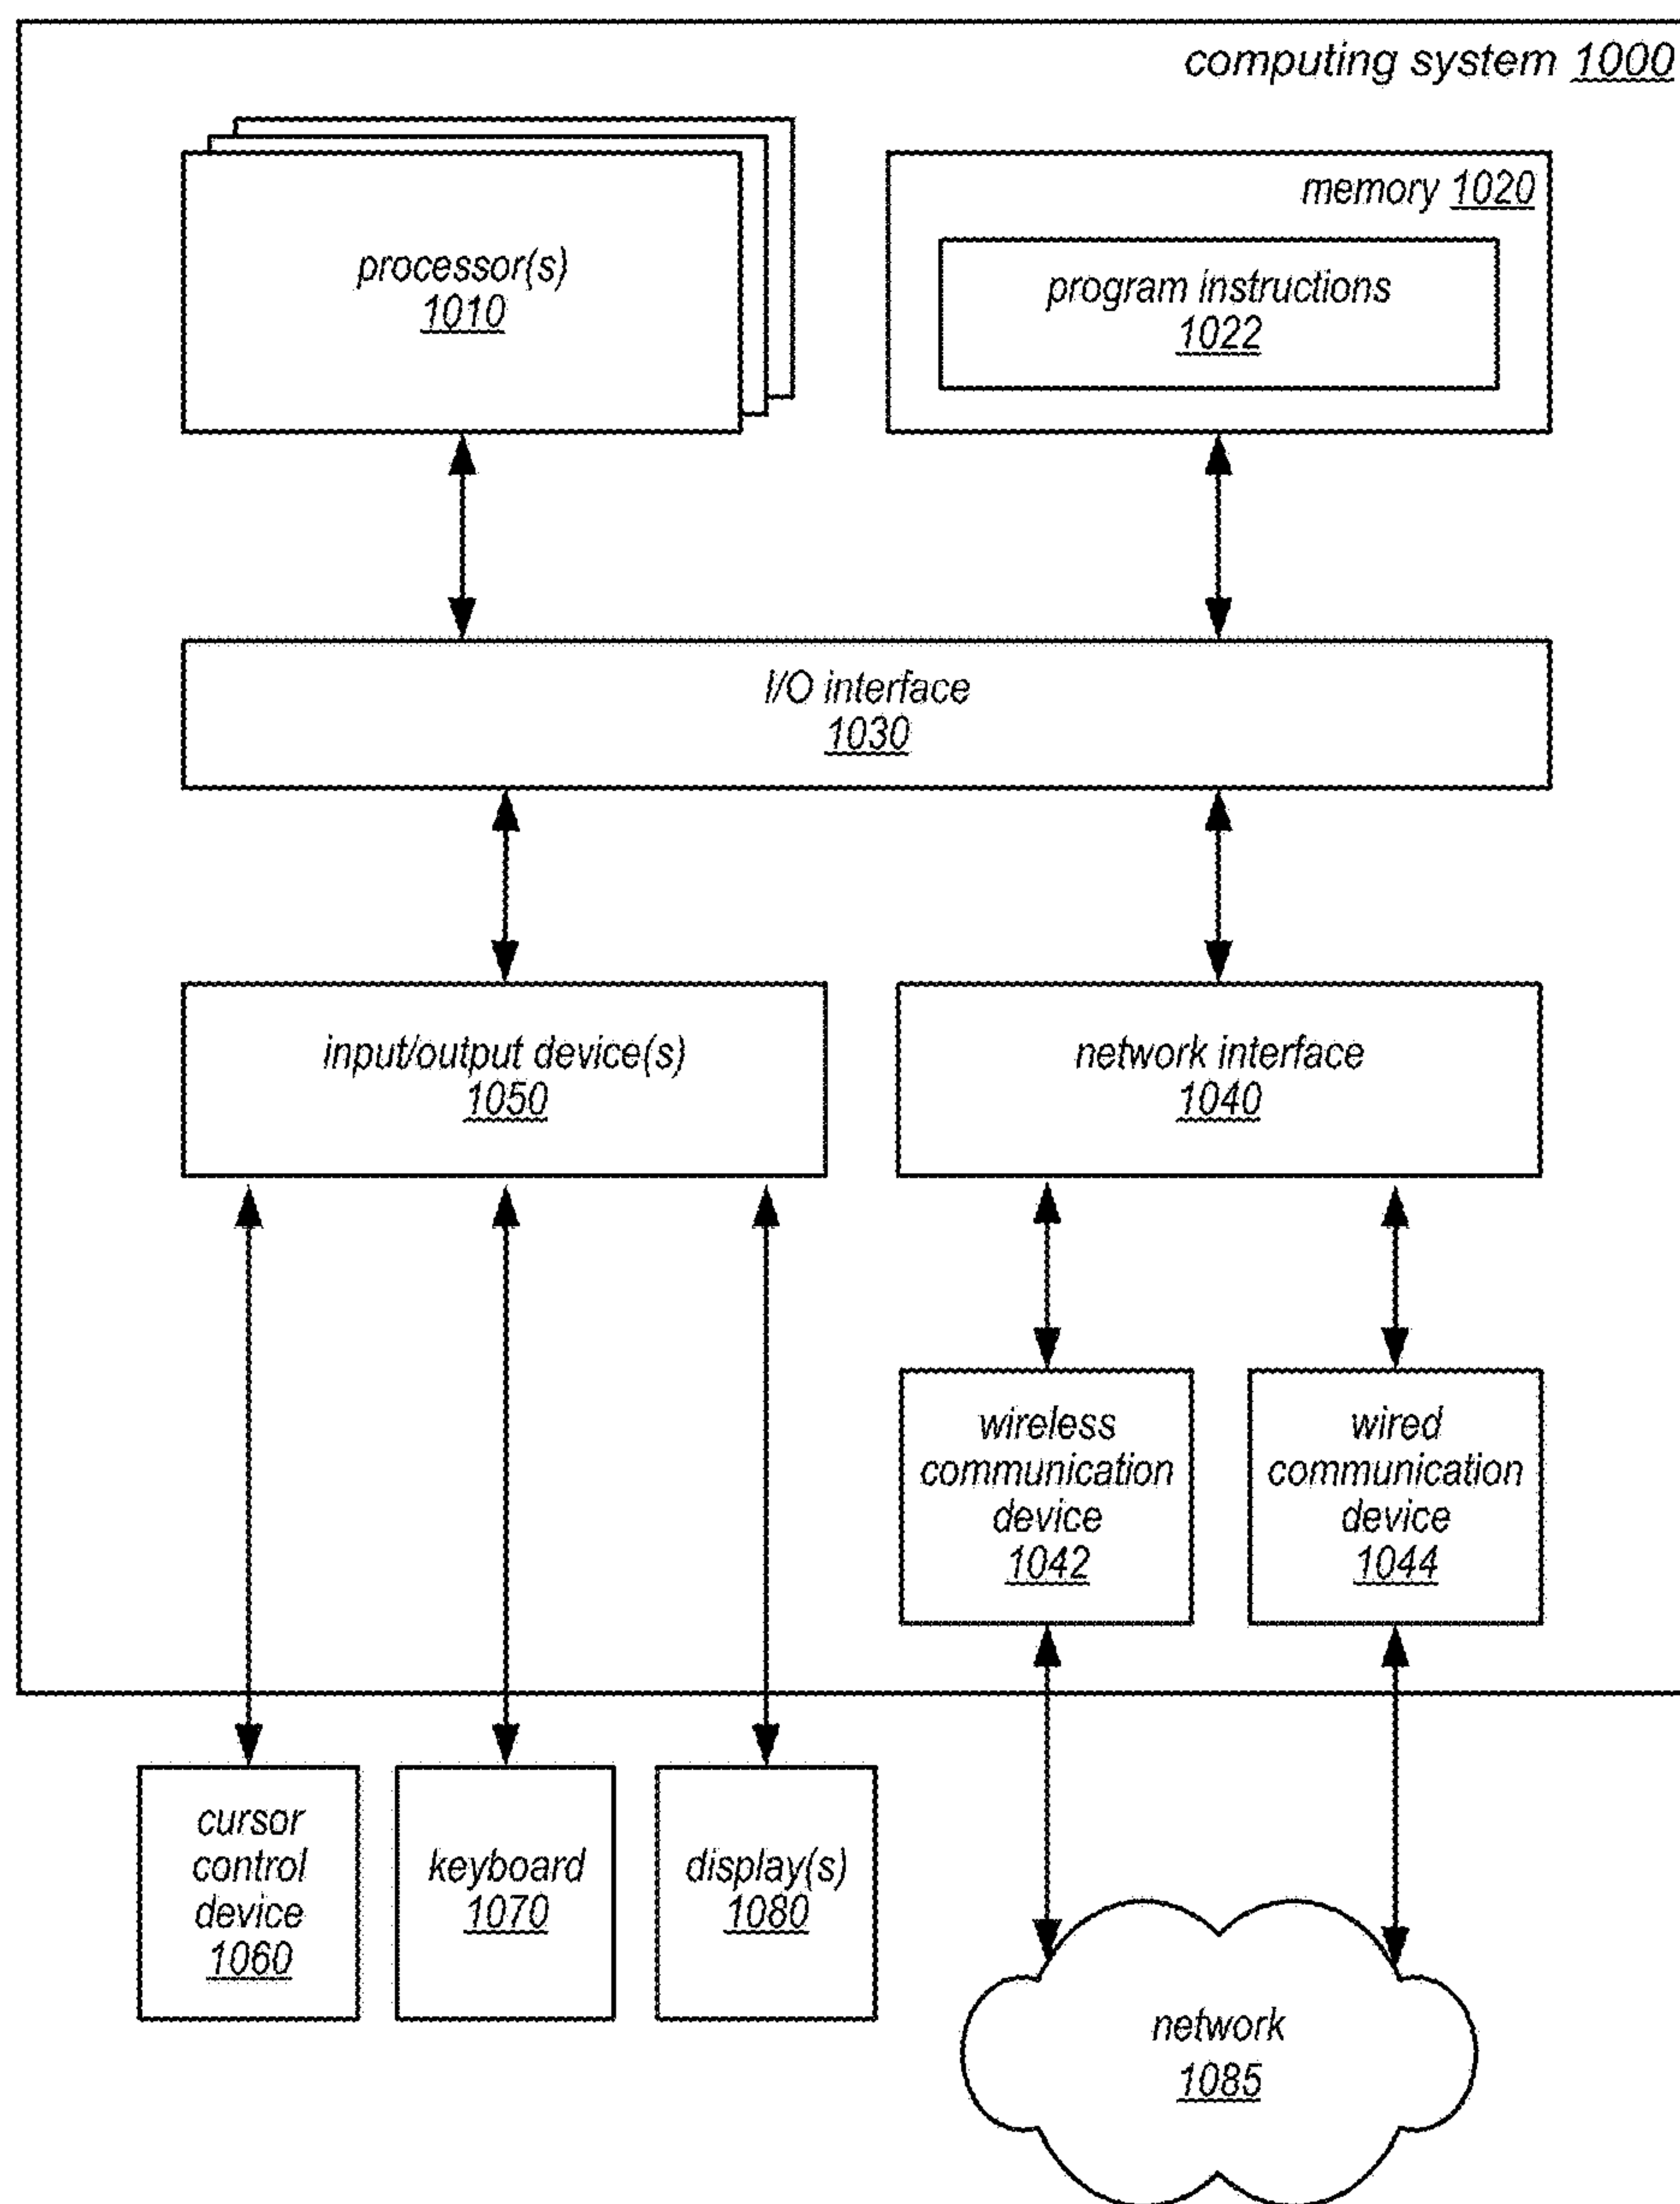 computing system 1000
processor(s)
1010
memory 1020
program instructions
1022
I/O interface
1030
input/output device(s)
1050
network interface
1040
wireless
communication
device
1042
wired
communication
device
1044
cursor
control
device
1060
keyboard
1070
display(s)
1080
network
1085